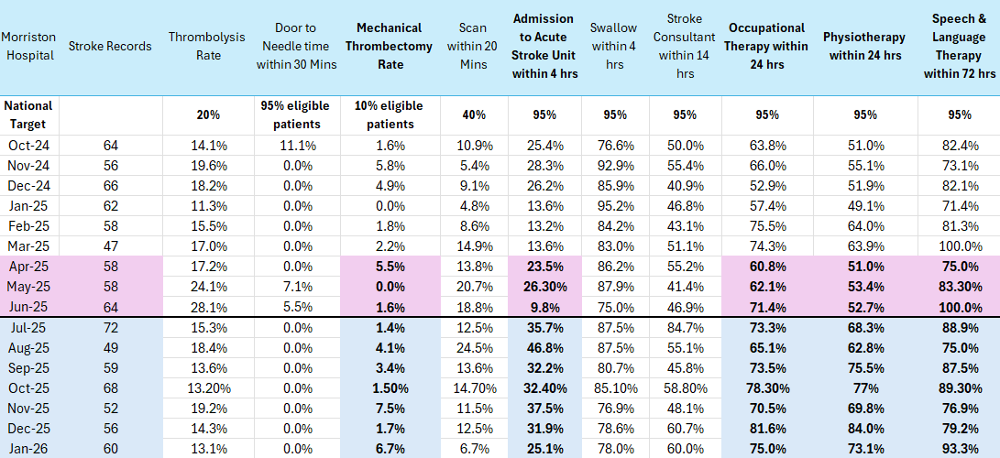 Morriston Hospital | Stroke Records | Thrombolysis Rate | Door to Needle time within 30 Mins | Mechanical Thrombectomy Rate | Scan within 20 Mins | Admission to Acute Stroke Unit within 4 hrs | Swallow within 4 hrs | Stroke Consultant within 14 hrs | Occupational Therapy within 24 hrs | Physiotherapy within 24 hrs | Speech & Language Therapy within 72 hrs
National Target | | 20% | 95% eligible patients | 10% eligible patients | 40% | 95% | 95% | 95% | 95% | 95% | 95%
Oct-24 | 64 | 14.1% | 11.1% | 1.6% | 10.9% | 25.4% | 76.6% | 50.0% | 63.8% | 51.0% | 82.4%
Nov-24 | 56 | 19.6% | 0.0% | 5.8% | 5.4% | 28.3% | 92.9% | 55.4% | 66.0% | 55.1% | 73.1%
Dec-24 | 66 | 18.2% | 0.0% | 4.9% | 9.1% | 26.2% | 85.9% | 40.9% | 52.9% | 51.9% | 82.1%
Jan-25 | 62 | 11.3% | 0.0% | 0.0% | 4.8% | 13.6% | 95.2% | 46.8% | 57.4% | 49.1% | 71.4%
Feb-25 | 58 | 15.5% | 0.0% | 1.8% | 8.6% | 13.2% | 84.2% | 43.1% | 75.5% | 64.0% | 81.3%
Mar-25 | 47 | 17.0% | 0.0% | 2.2% | 14.9% | 13.6% | 83.0% | 51.1% | 74.3% | 63.9% | 100.0%
Apr-25 | 58 | 17.2% | 0.0% | 5.5% | 13.8% | 23.5% | 86.2% | 55.2% | 60.8% | 51.0% | 75.0%
May-25 | 58 | 24.1% | 7.1% | 0.0% | 20.7% | 26.30% | 87.9% | 41.4% | 62.1% | 53.4% | 83.30%
Jun-25 | 64 | 28.1% | 5.5% | 1.6% | 18.8% | 9.8% | 75.0% | 46.9% | 71.4% | 52.7% | 100.0%
Jul-25 | 72 | 15.3% | 0.0% | 1.4% | 12.5% | 35.7% | 87.5% | 84.7% | 73.3% | 68.3% | 88.9%
Aug-25 | 49 | 18.4% | 0.0% | 4.1% | 24.5% | 46.8% | 87.5% | 55.1% | 65.1% | 62.8% | 75.0%
Sep-25 | 59 | 13.6% | 0.0% | 3.4% | 13.6% | 32.2% | 80.7% | 45.8% | 73.5% | 75.5% | 87.5%
Oct-25 | 68 | 13.20% | 0.0% | 1.50% | 14.70% | 32.40% | 85.10% | 58.80% | 78.30% | 77% | 89.30%
Nov-25 | 52 | 19.2% | 0.0% | 7.5% | 11.5% | 37.5% | 76.9% | 48.1% | 70.5% | 69.8% | 76.9%
Dec-25 | 56 | 14.3% | 0.0% | 1.7% | 12.5% | 31.9% | 78.6% | 60.7% | 81.6% | 84.0% | 79.2%
Jan-26 | 60 | 13.1% | 0.0% | 6.7% | 6.7% | 25.1% | 78.0% | 60.0% | 75.0% | 73.1% | 93.3%